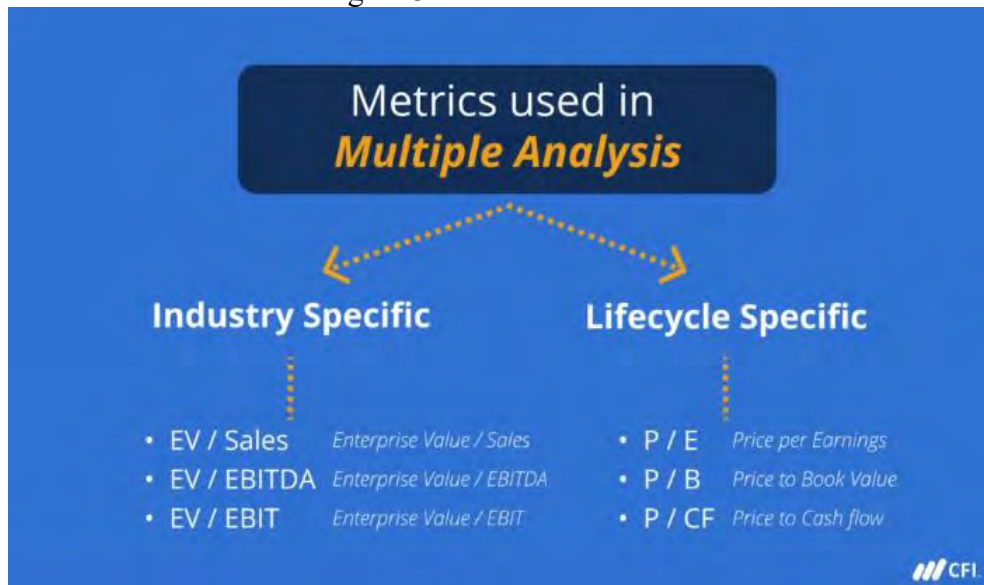 Metrics used in
Multiple Analysis
Industry Specific
• EV / Sales Enterprise Value / Sales
• EV / EBITDA Enterprise Value / EBITDA
• EV / EBIT Enterprise Value / EBIT
Lifecycle Specific
• P / E Price per Earnings
• P / B Price to Book Value
• P / CF Price to Cash flow
CFI